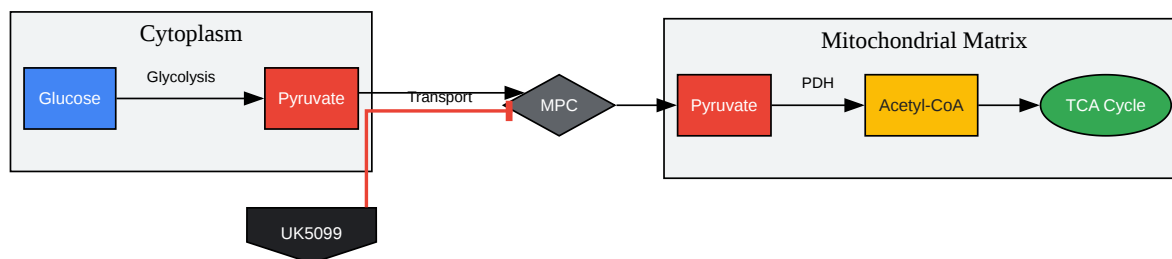 Cytoplasm
Mitochondrial Matrix
Glucose
Glycolysis
Pyruvate
Transport
MPC
Pyruvate
PDH
Acetyl-CoA
TCA Cycle
UK5099